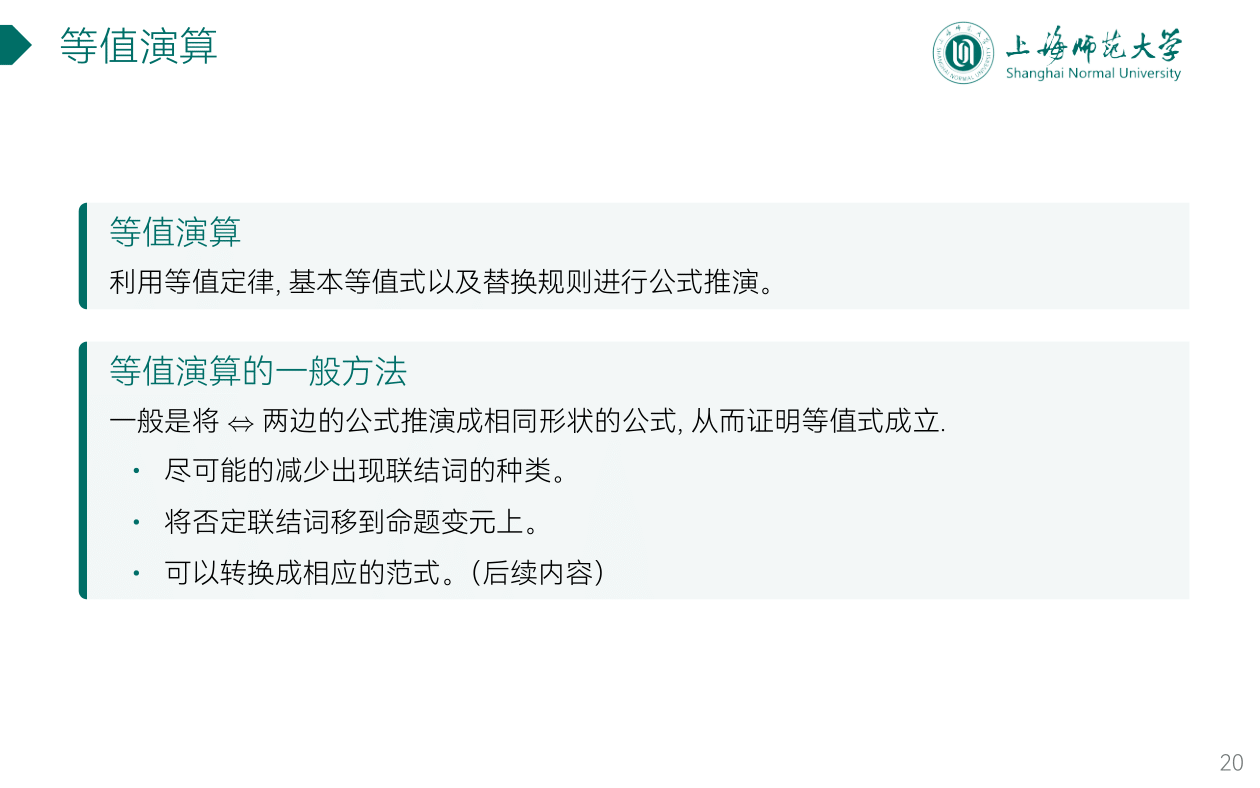 等值演算
上海师范大学
Shanghai Normal University
等值演算
利用等值定律, 基本等值式以及替换规则进行公式推演。
等值演算的一般方法
一般是将 ⇔ 两边的公式推演成相同形状的公式, 从而证明等值式成立.
• 尽可能的减少出现联结词的种类。
• 将否定联结词移到命题变元上。
• 可以转换成相应的范式。（后续内容）
20